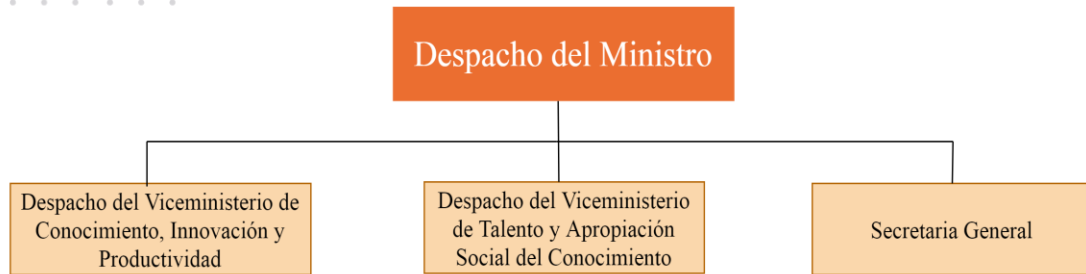 Despacho del Ministro
Despacho del Viceministerio de
Conocimiento, Innovación y
Productividad
Despacho del Viceministerio
de Talento y Apropiación
Social del Conocimiento
Secretaria General